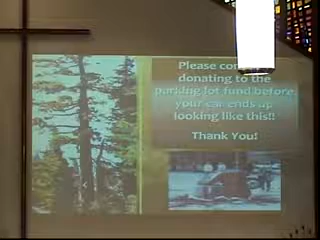 Please
donating to the
parking lot fund before
your car ends up
looking like this!!
Thank You!